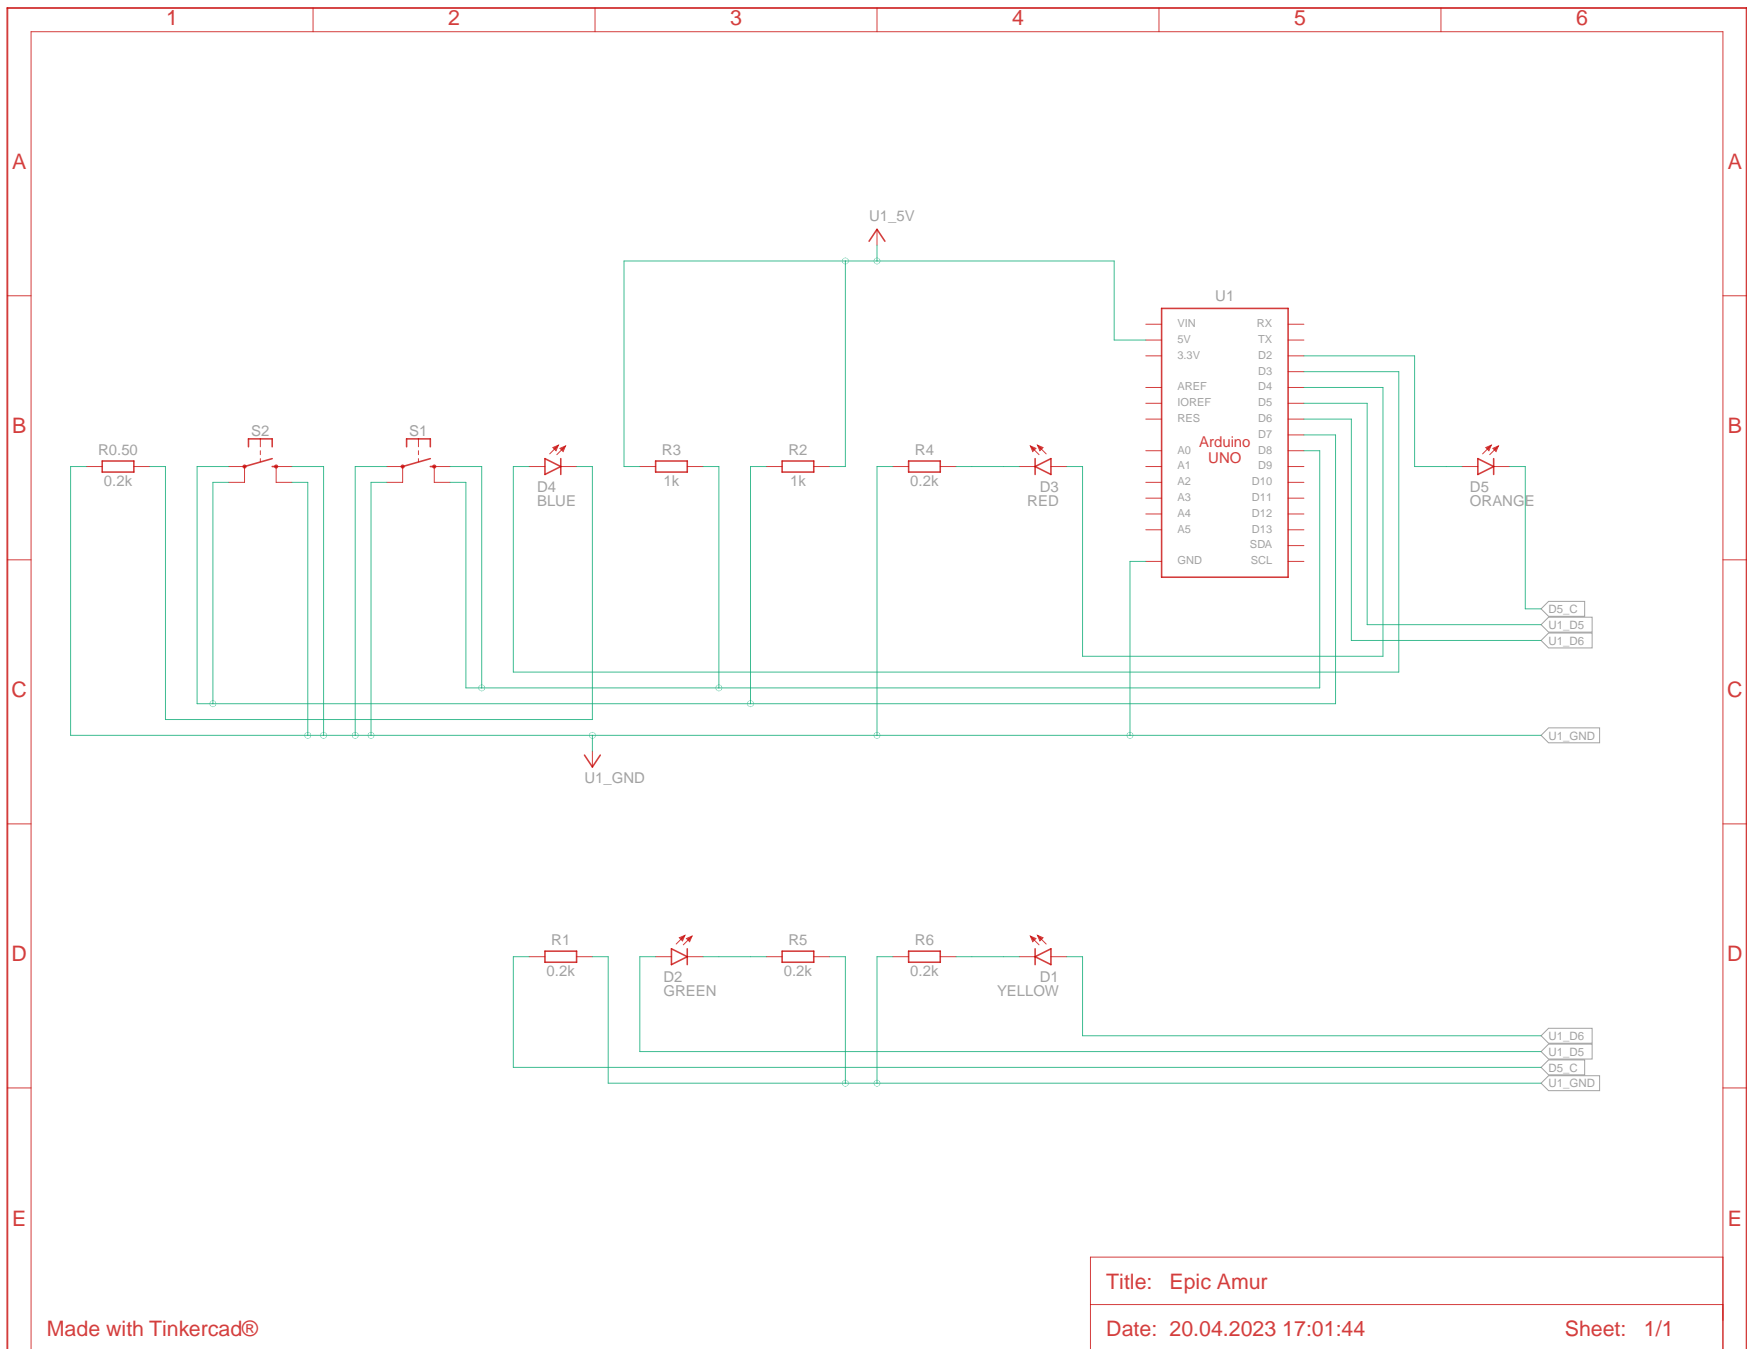 1 2 3 4 5 6
A A
U1_5V
U1
VIN RX
5V TX
3.3V D2
D3
AREF D4
IOREF D5
RES D6
D7
Arduino
UNO
A0 D8
A1 D9
A2 D10
A3 D11
A4 D12
A5 D13
SDA
GND SCL
B B
R0.50
0.2k
S2
S1
D4
BLUE
R3
1k
R2
1k
R4
0.2k
D3
RED
D5
ORANGE
D5_C
U1_D5
U1_D6
C C
U1_GND
U1_GND
D D
R1
0.2k
D2
GREEN
R5
0.2k
R6
0.2k
D1
YELLOW
U1_D6
U1_D5
D5_C
U1_GND
E E
Title: Epic Amur
Made with Tinkercad®
Date: 20.04.2023 17:01:44 Sheet: 1/1